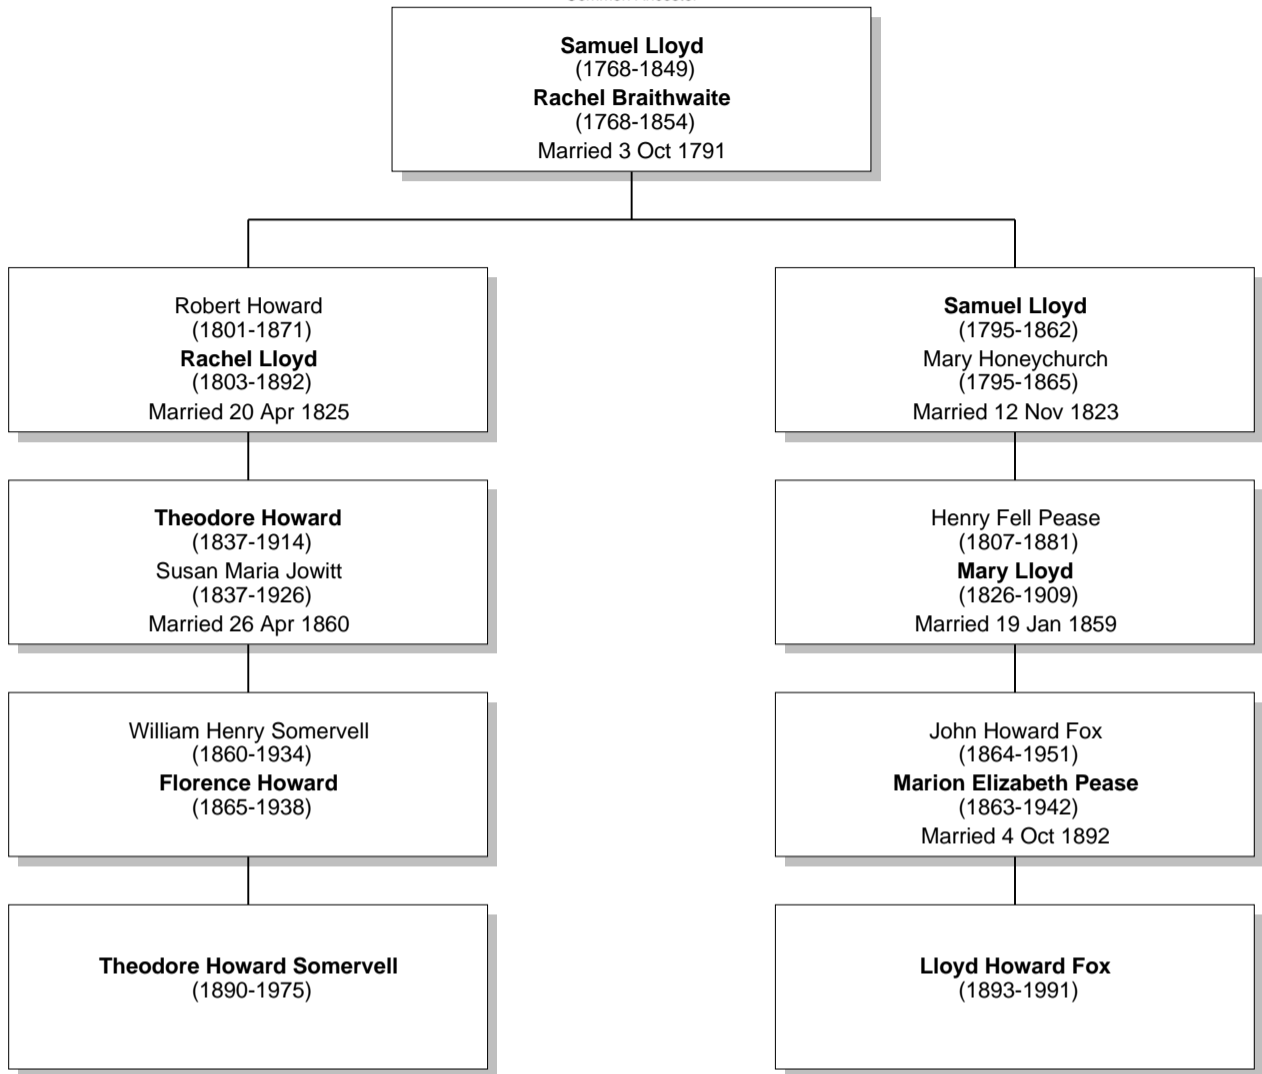 Samuel Lloyd
(1768-1849)
Rachel Braithwaite
(1768-1854)
Married 3 Oct 1791
Robert Howard
(1801-1871)
Rachel Lloyd
(1803-1892)
Married 20 Apr 1825
Samuel Lloyd
(1795-1862)
Mary Honeychurch
(1795-1865)
Married 12 Nov 1823
Theodore Howard
(1837-1914)
Susan Maria Jowitt
(1837-1926)
Married 26 Apr 1860
Henry Fell Pease
(1807-1881)
Mary Lloyd
(1826-1909)
Married 19 Jan 1859
William Henry Somervell
(1860-1934)
Florence Howard
(1865-1938)
John Howard Fox
(1864-1951)
Marion Elizabeth Pease
(1863-1942)
Married 4 Oct 1892
Theodore Howard Somervell
(1890-1975)
Lloyd Howard Fox
(1893-1991)